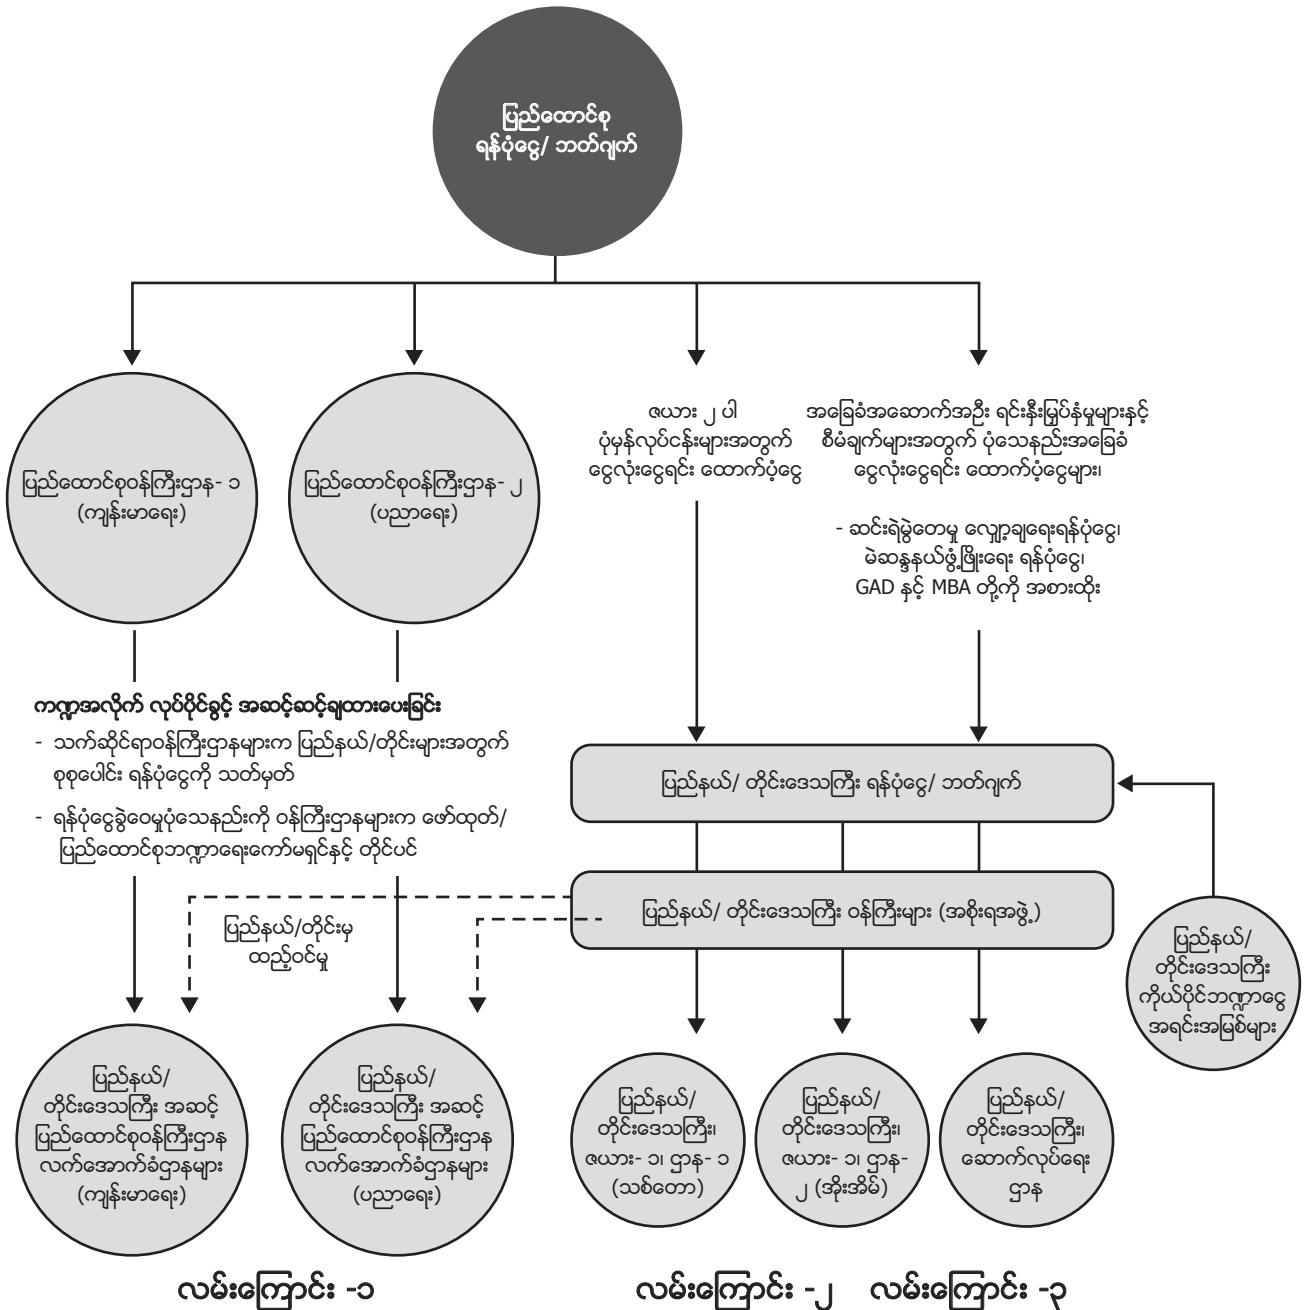 ပြည်ထောင်စု
ရန်ပုံငွေ/ ဘတ်ဂျက်
ပြည်ထောင်စုဝန်ကြီးဌာန- ၁
(ကျန်းမာရေး)
ပြည်ထောင်စုဝန်ကြီးဌာန- ၂
(ပညာရေး)
ဇယား ၂ ပါ
ပုံမှန်လုပ်ငန်းများအတွက်
ငွေလုံးငွေရင်း ထောက်ပံ့ငွေ
အခြေခံအဆောက်အဦး ရင်းနှီးမြှပ်နှံမှုများနှင့်
စီမံချက်များအတွက် ပုံသေနည်းအခြေခံ
ငွေလုံးငွေရင်း ထောက်ပံ့ငွေများ၊
- ဆင်းရဲမွဲတေမှု လျှော့ချရေးရန်ပုံငွေ၊
မဲဆန္ဒနယ်ဖွံ့ဖြိုးရေး ရန်ပုံငွေ၊
GAD နှင့် MBA တို့ကို အစားထိုး
ကဏ္ဍအလိုက် လုပ်ပိုင်ခွင့် အဆင့်ဆင့်ချထားပေးခြင်း
- သက်ဆိုင်ရာဝန်ကြီးဌာနများက ပြည်နယ်/တိုင်းများအတွက်
စုစုပေါင်း ရန်ပုံငွေကို သတ်မှတ်
- ရန်ပုံငွေခွဲဝေမှုပုံသေနည်းကို ဝန်ကြီးဌာနများက ဖော်ထုတ်/
ပြည်ထောင်စုဘဏ္ဍာရေးကော်မရှင်နှင့် တိုင်ပင်
ပြည်နယ်/ တိုင်းဒေသကြီး ရန်ပုံငွေ/ ဘတ်ဂျက်
ပြည်နယ်/ တိုင်းဒေသကြီး ဝန်ကြီးများ (အစိုးရအဖွဲ့)
ပြည်နယ်/တိုင်းမှ
ထည့်ဝင်မှု
ပြည်နယ်/
တိုင်းဒေသကြီး
ကိုယ်ပိုင်ဘဏ္ဍာငွေ
အရင်းအမြစ်များ
ပြည်နယ်/
တိုင်းဒေသကြီး အဆင့်
ပြည်ထောင်စုဝန်ကြီးဌာန
လက်အောက်ခံဌာနများ
(ကျန်းမာရေး)
ပြည်နယ်/
တိုင်းဒေသကြီး အဆင့်
ပြည်ထောင်စုဝန်ကြီးဌာန
လက်အောက်ခံဌာနများ
(ပညာရေး)
ပြည်နယ်/
တိုင်းဒေသကြီး၊
ဇယား- ၁၊ ဌာန- ၁
(သစ်တော)
ပြည်နယ်/
တိုင်းဒေသကြီး၊
ဇယား- ၁၊ ဌာန-
၂ (အိုးအိမ်)
ပြည်နယ်/
တိုင်းဒေသကြီး၊
ဆောက်လုပ်ရေး
ဌာန
လမ်းကြောင်း -၁
လမ်းကြောင်း -၂
လမ်းကြောင်း -၃